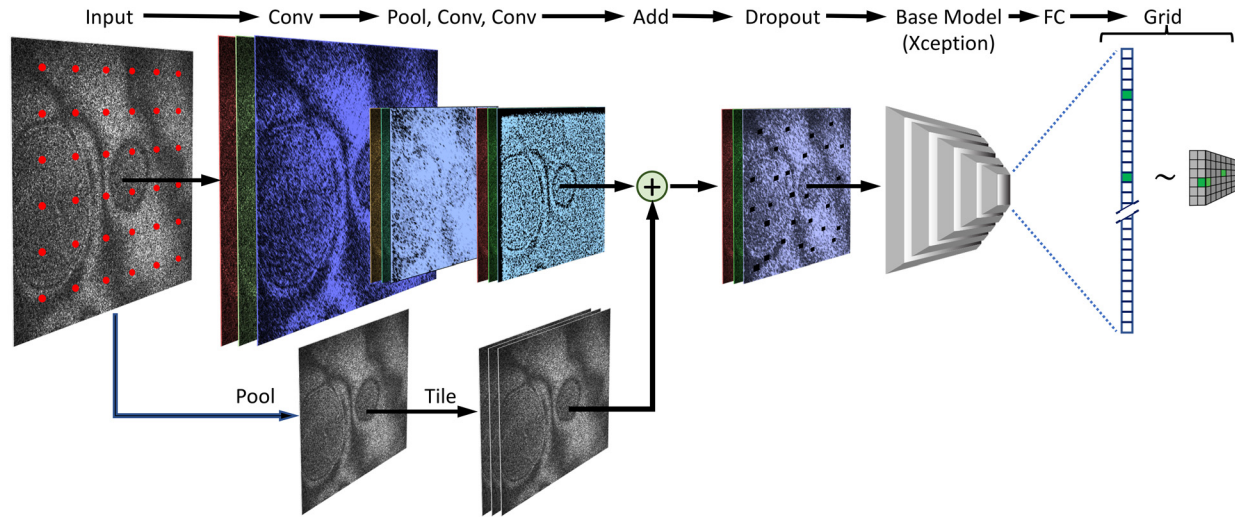 Input Conv Pool, Conv, Conv Add Dropout Base Model FC Grid
(Xception)
+
~
Pool Tile